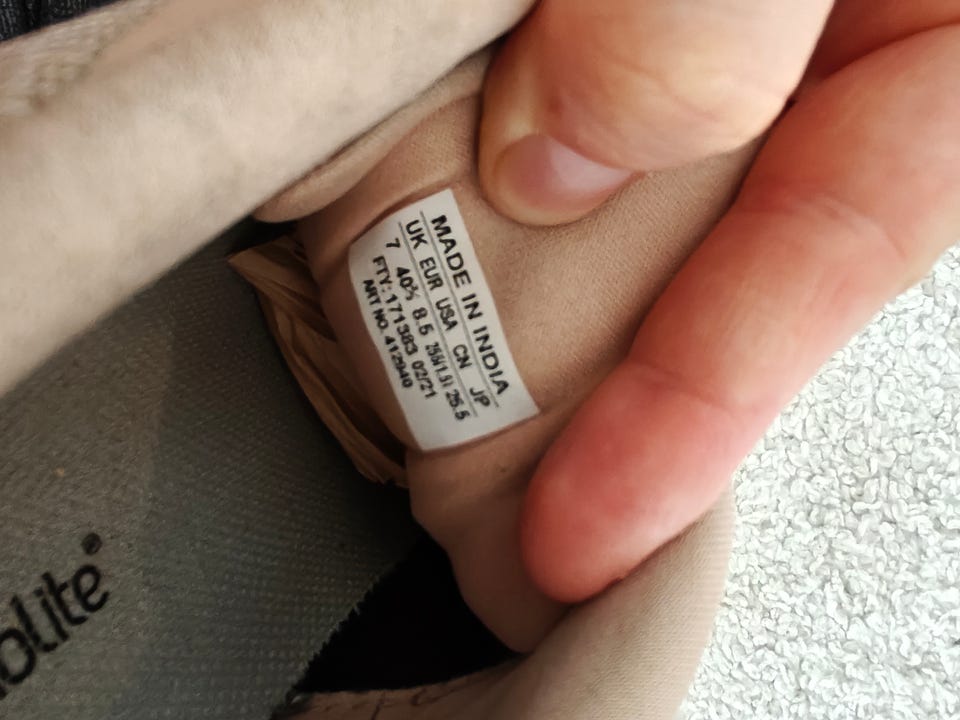 MADE IN INDIA
UK EUR USA CN JP
7 40⅔ 8.5 255(1.5) 25.5
FTY:171383 02/21
ART NO. 412940
olite®